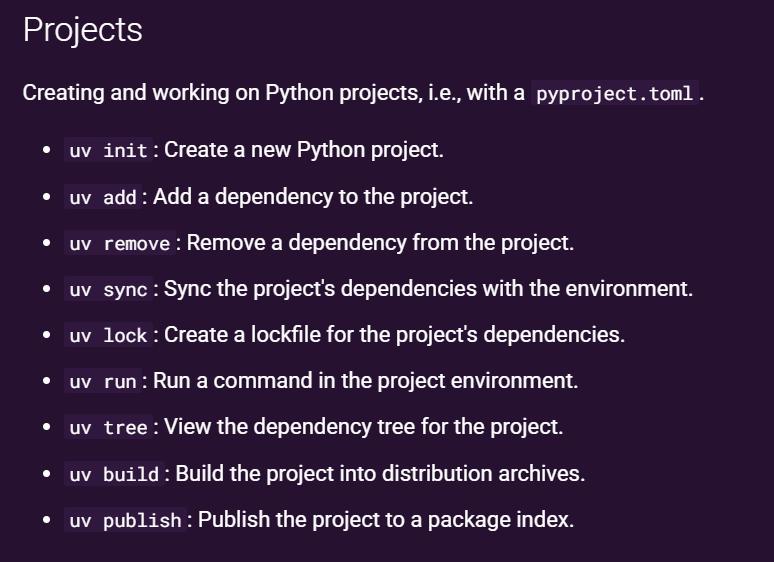 Projects
Creating and working on Python projects, i.e., with a pyproject.toml.
• uv init: Create a new Python project.
• uv add: Add a dependency to the project.
• uv remove: Remove a dependency from the project.
• uv sync: Sync the project's dependencies with the environment.
• uv lock: Create a lockfile for the project's dependencies.
• uv run: Run a command in the project environment.
• uv tree: View the dependency tree for the project.
• uv build: Build the project into distribution archives.
• uv publish: Publish the project to a package index.